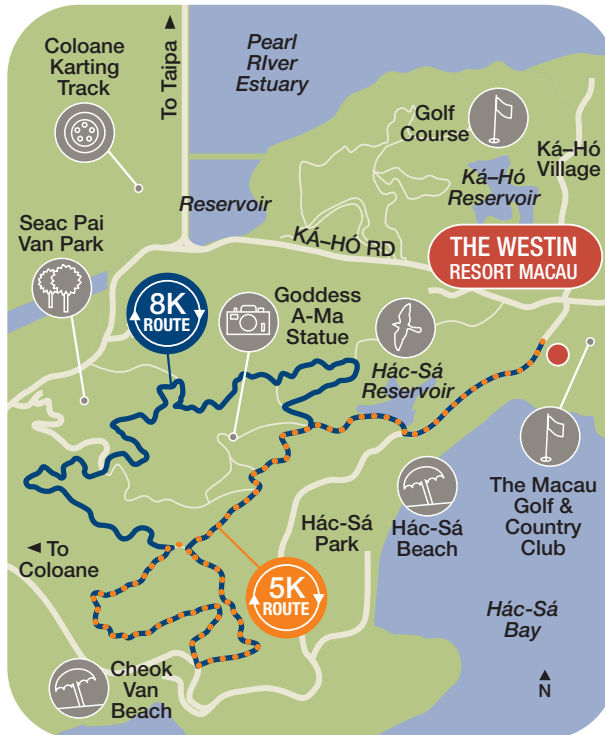 Coloane
Karting
Track
To Taipa
Pearl
RIver
Estuary
Golf
Course
Ká–Hó
Village
Ká–Hó
Reservoir
Reservoir
KÁ–HÓ RD
THE WESTIN
RESORT MACAU
Seac Pai
Van Park
8K
ROUTE
Goddess
A-Ma
Statue
Hác-Sá
Reservoir
The Macau
Golf &
Country
Club
Hác-Sá
Beach
Hác-Sá
Park
To
Coloane
5K
ROUTE
Hác-Sá
Bay
Cheok
Van
Beach
N